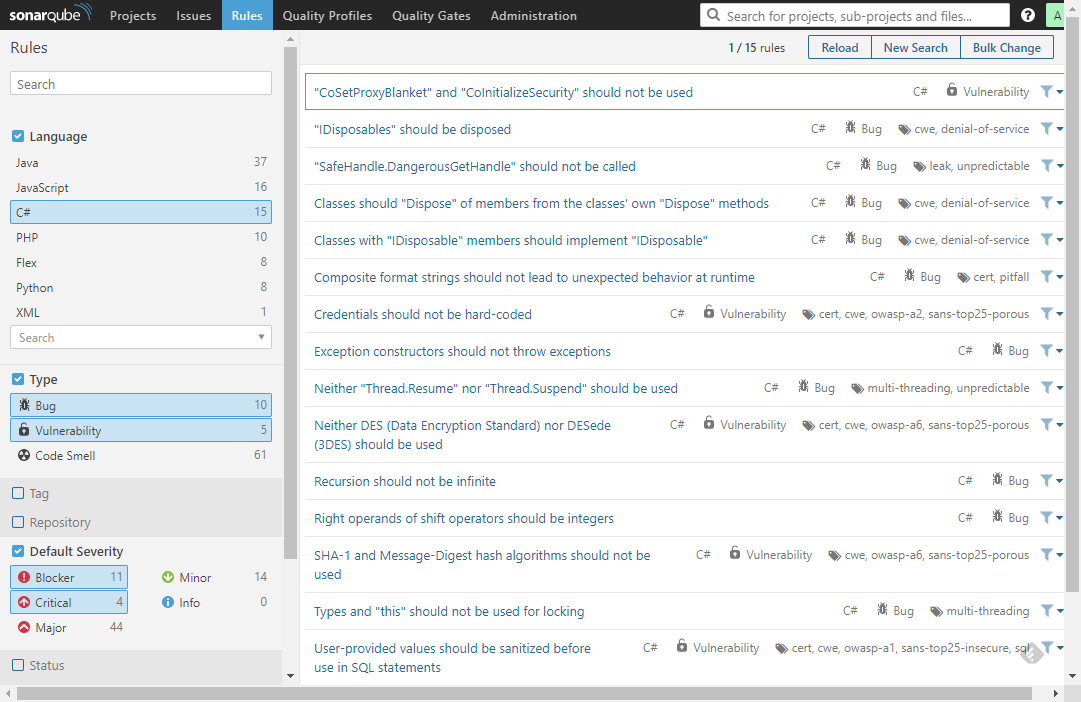 sonarqube Projects Issues Rules Quality Profiles Quality Gates Administration Search for projects, sub-projects and files... ? A
Rules
1 / 15 rules Reload New Search Bulk Change
Search
Language
Java 37
JavaScript 16
C# 15
PHP 10
Flex 8
Python 8
XML 1
Search
Type
Bug 10
Vulnerability 5
Code Smell 61
Tag
Repository
Default Severity
Blocker 11 Minor 14
Critical 4 Info 0
Major 44
Status
"CoSetProxyBlanket" and "CoInitializeSecurity" should not be used C# Vulnerability
"IDisposables" should be disposed C# Bug cwe, denial-of-service
"SafeHandle.DangerousGetHandle" should not be called C# Bug leak, unpredictable
Classes should "Dispose" of members from the classes' own "Dispose" methods C# Bug cwe, denial-of-service
Classes with "IDisposable" members should implement "IDisposable" C# Bug cwe, denial-of-service
Composite format strings should not lead to unexpected behavior at runtime C# Bug cert, pitfall
Credentials should not be hard-coded C# Vulnerability cert, cwe, owasp-a2, sans-top25-porous
Exception constructors should not throw exceptions C# Bug
Neither "Thread.Resume" nor "Thread.Suspend" should be used C# Bug multi-threading, unpredictable
Neither DES (Data Encryption Standard) nor DESede C# Vulnerability cert, cwe, owasp-a6, sans-top25-porous
(3DES) should be used
Recursion should not be infinite C# Bug
Right operands of shift operators should be integers C# Bug
SHA-1 and Message-Digest hash algorithms should not be C# Vulnerability cwe, owasp-a6, sans-top25-porous
used
Types and "this" should not be used for locking C# Bug multi-threading
User-provided values should be sanitized before C# Vulnerability cert, cwe, owasp-a1, sans-top25-insecure, sql
use in SQL statements